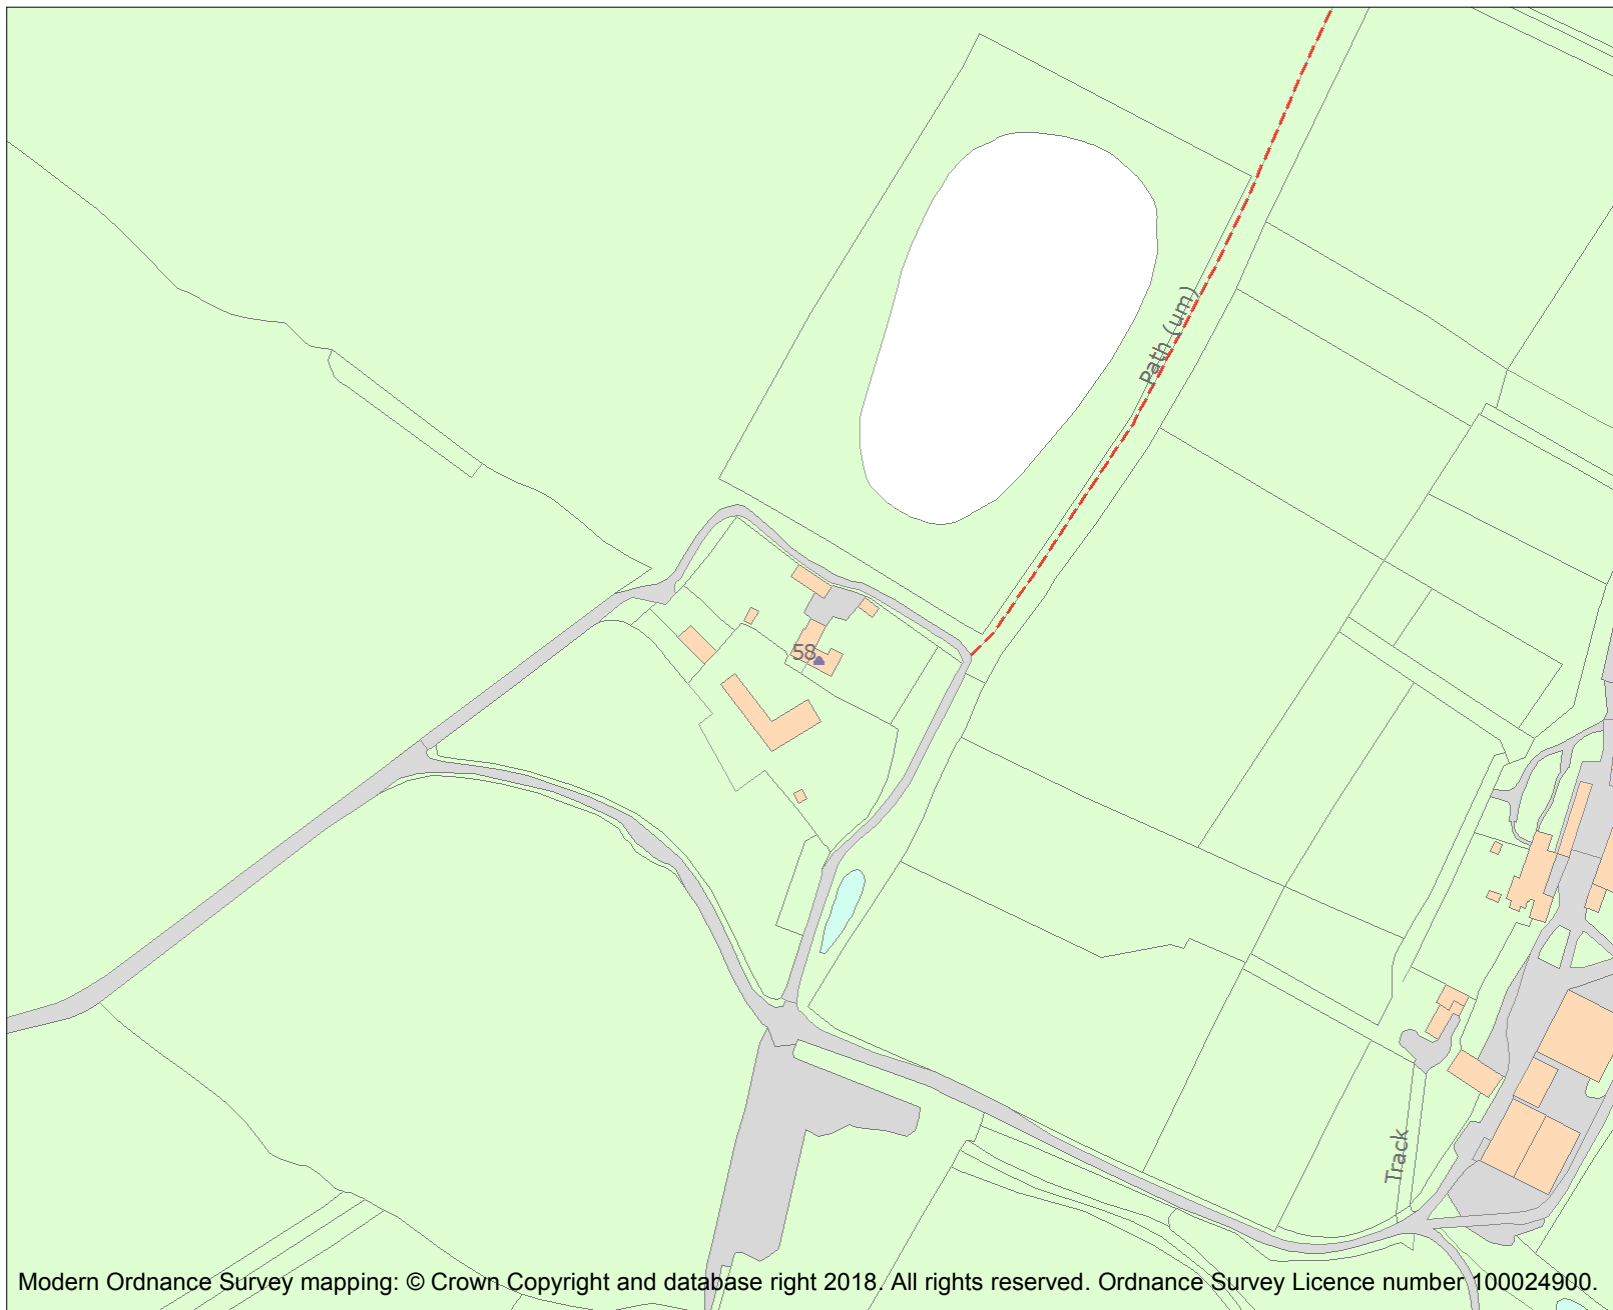 Path (um)
58
Track
Modern Ordnance Survey mapping: © Crown Copyright and database right 2018. All rights reserved. Ordnance Survey Licence number 100024900.